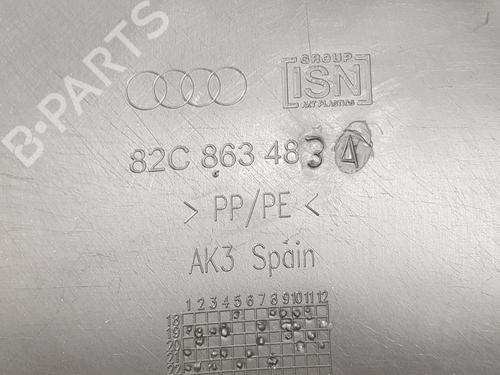 B-PARTS
GROUP
ISN
MKT PLASTICS
82C 863 483 A
> PP/PE <
AK3 Spain
1 2 3 4 5 6 7 8 9 10 11 12
18
19
20
21
22